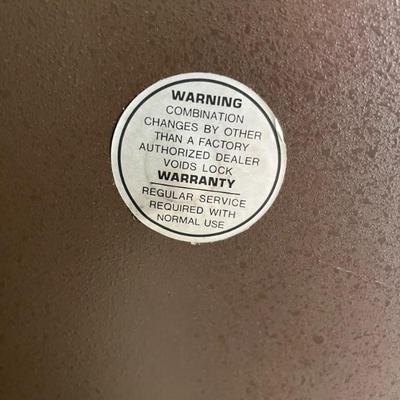 WARNING
COMBINATION
CHANGES BY OTHER
THAN A FACTORY
AUTHORIZED DEALER
VOIDS LOCK
WARRANTY
REGULAR SERVICE
REQUIRED WITH
NORMAL USE